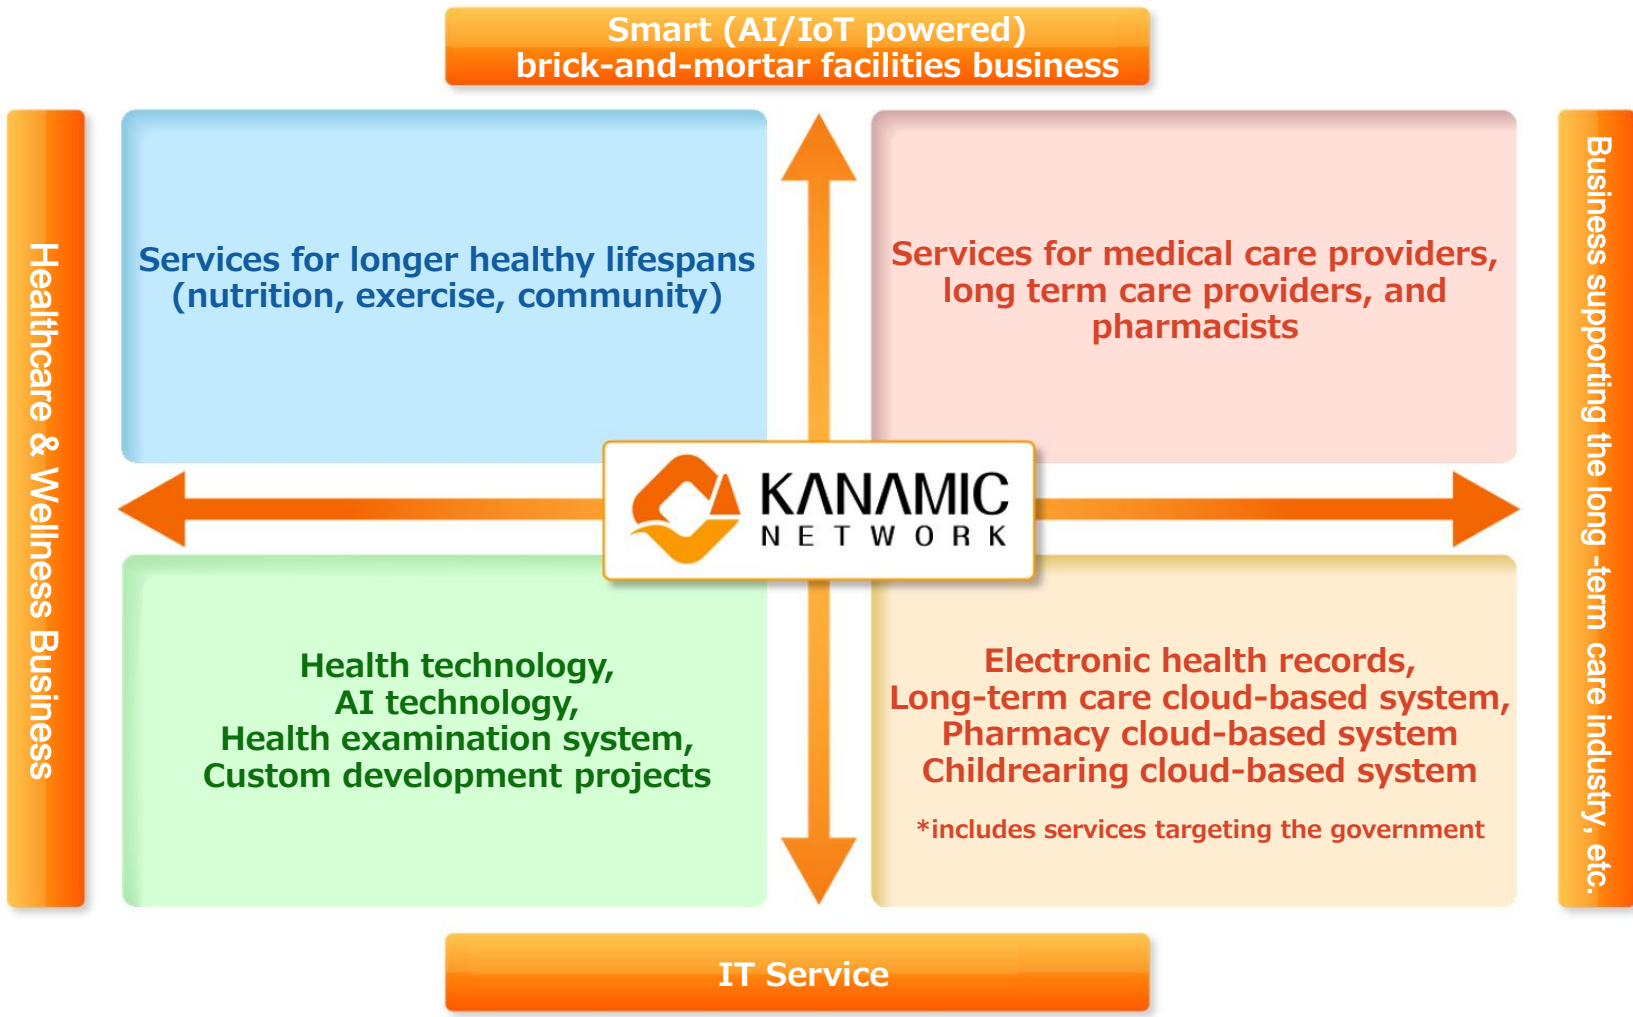 Smart (AI/IoT powered)
brick-and-mortar facilities business
Healthcare & Wellness Business
Services for longer healthy lifespans
(nutrition, exercise, community)
Services for medical care providers,
long term care providers, and
pharmacists
Business supporting the long -term care industry, etc.
KANAMIC
NETWORK
Health technology,
AI technology,
Health examination system,
Custom development projects
Electronic health records,
Long-term care cloud-based system,
Pharmacy cloud-based system
Childrearing cloud-based system
*includes services targeting the government
IT Service